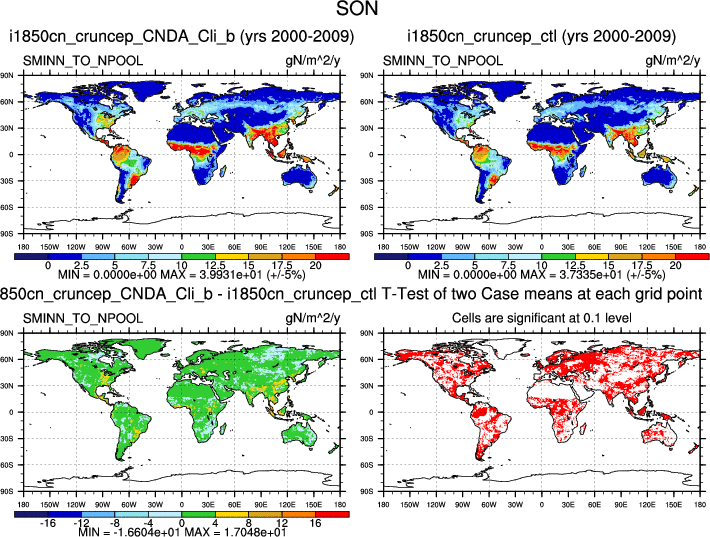 SON
i1850cn_cruncep_CNDA_Cli_b (yrs 2000-2009)
i1850cn_cruncep_ctl (yrs 2000-2009)
SMINN_TO_NPOOL gN/m^2/y
SMINN_TO_NPOOL gN/m^2/y
90N 90N
60N 60N
30N 30N
0 0
30S 30S
60S 60S
90S 90S
180 150W 120W 90W 60W 30W 0 30E 60E 90E 120E 150E 180
180 150W 120W 90W 60W 30W 0 30E 60E 90E 120E 150E 180
0 2.5 5 7.5 10 12.5 15 17.5 20
0 2.5 5 7.5 10 12.5 15 17.5 20
MIN = 0.0000e+00 MAX = 3.9931e+01 (+/-5%)
MIN = 0.0000e+00 MAX = 3.7335e+01 (+/-5%)
850cn_cruncep_CNDA_Cli_b - i1850cn_cruncep_ctl
T-Test of two Case means at each grid point
SMINN_TO_NPOOL gN/m^2/y
Cells are significant at 0.1 level
90N 90N
60N 60N
30N 30N
0 0
30S 30S
60S 60S
90S 90S
180 150W 120W 90W 60W 30W 0 30E 60E 90E 120E 150E 180
180 150W 120W 90W 60W 30W 0 30E 60E 90E 120E 150E 180
-16 -12 -8 -4 0 4 8 12 16
MIN = -1.6604e+01 MAX = 1.7048e+01